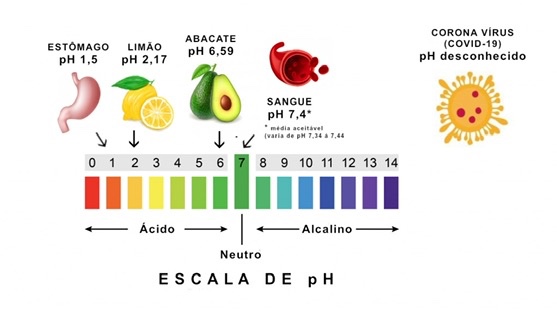 ESTÔMAGO
pH 1,5
LIMÃO
pH 2,17
ABACATE
pH 6,59
SANGUE
pH 7,4*
* média aceitável
(varia de pH 7,34 à 7,44
CORONA VÍRUS
(COVID-19)
pH desconhecido
0 1 2 3 4 5 6 7 8 9 10 11 12 13 14
Ácido
Alcalino
Neutro
ESCALA DE pH